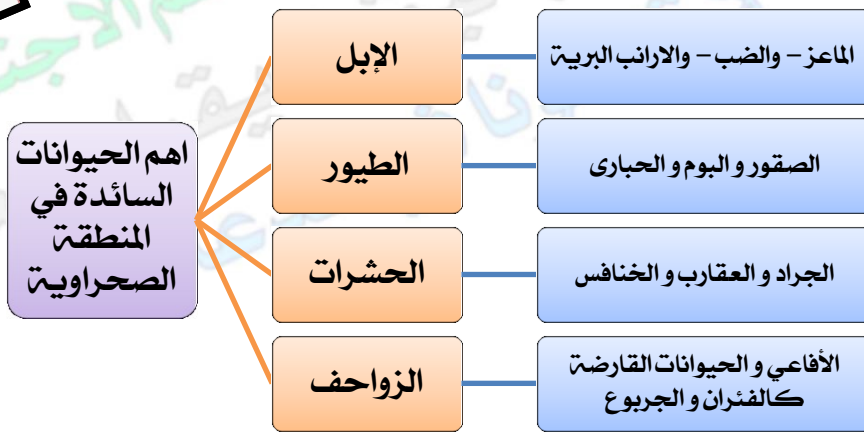 اهم الحيوانات
السائدة في
المنطقة
الصحراوية
الإبل
الماعز – والضب – والارانب البرية
الطيور
الصقور و البوم و الحبارى
الحشرات
الجراد و العقارب و الخنافس
الزواحف
الأفاعي و الحيوانات القارضة
كالفئران و الجربوع